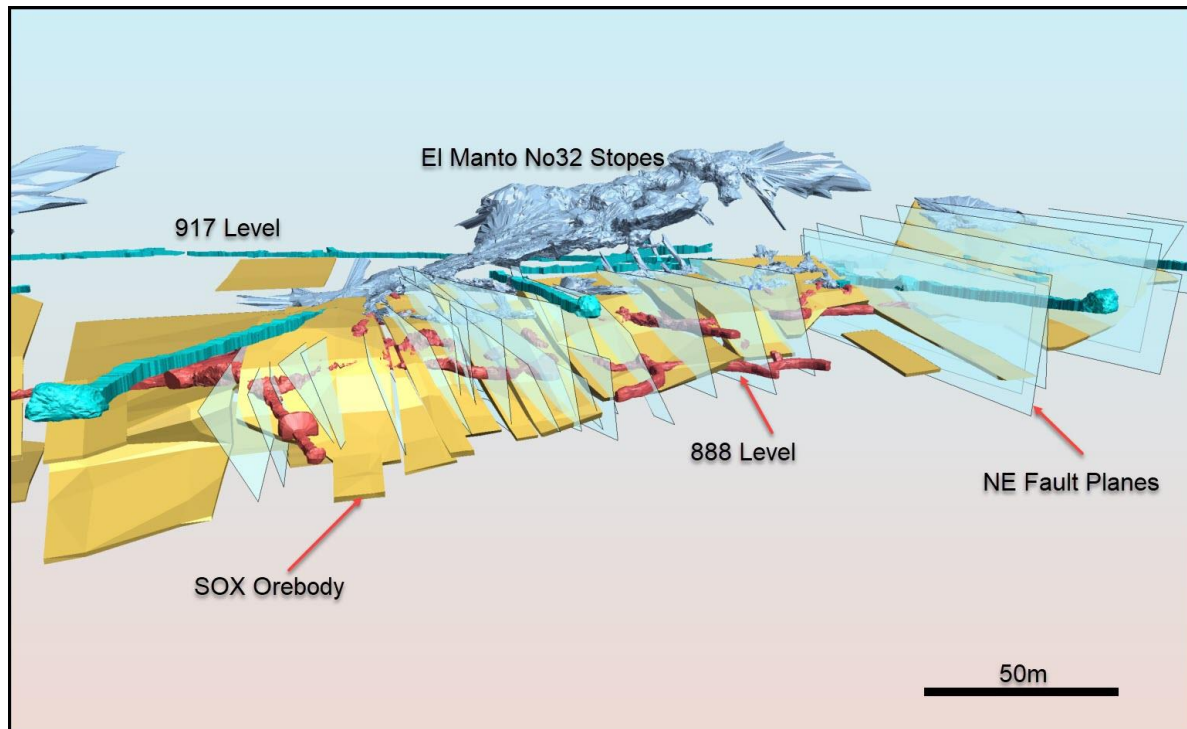 El Manto No32 Stopes
917 Level
888 Level
NE Fault Planes
SOX Orebody
50m